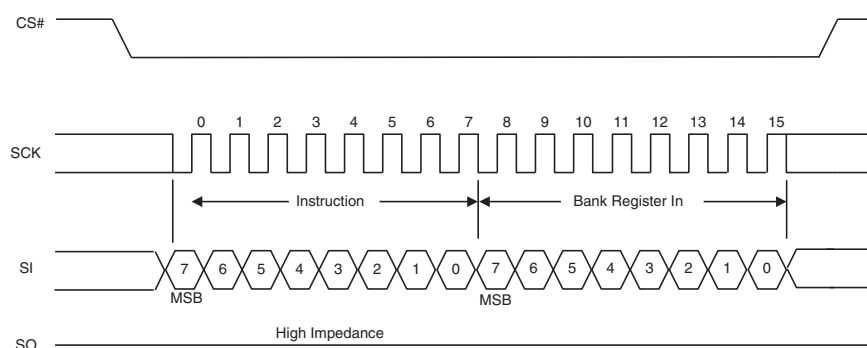 CS#
0 1 2 3 4 5 6 7 8 9 10 11 12 13 14 15
SCK
Instruction Bank Register In
SI 7 6 5 4 3 2 1 0 7 6 5 4 3 2 1 0
MSB MSB
High Impedance
SO